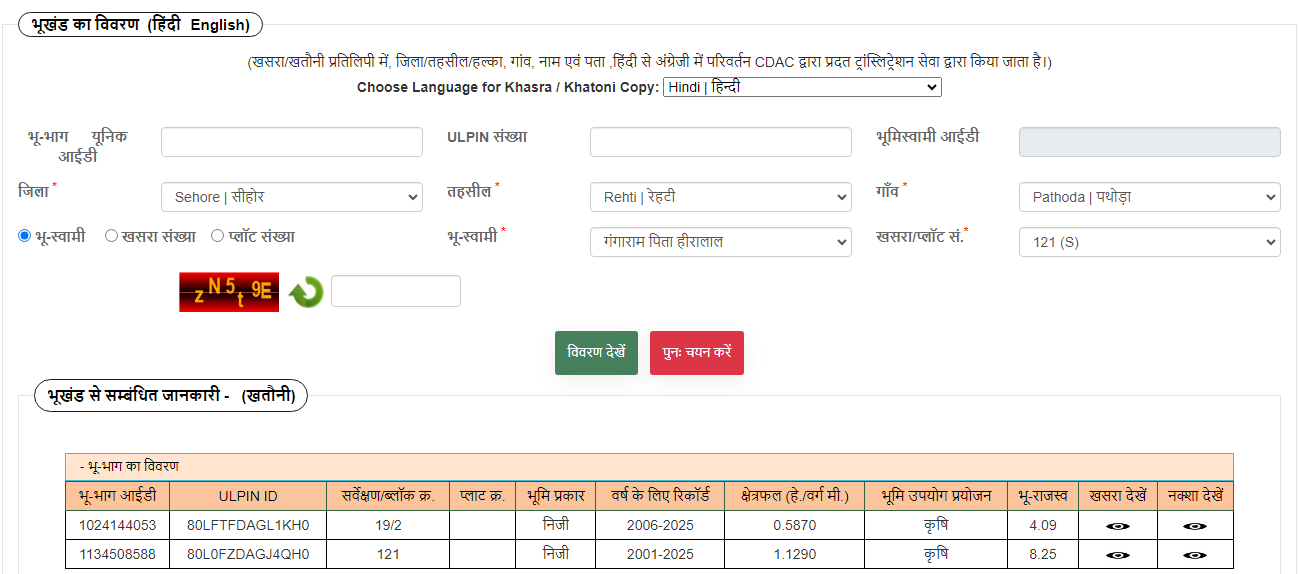 भूखंड का विवरण (हिंदी English)
(खसरा/खतौनी प्रतिलिपी में, जिला/तहसील/हल्का, गांव, नाम एवं पता ,हिंदी से अंग्रेजी में परिवर्तन CDAC द्वारा प्रदत ट्रांस्लिट्रेशन सेवा द्वारा किया जाता है।)
Choose Language for Khasra / Khatoni Copy: Hindi | हिन्दी
भू-भाग यूनिक आईडी ULPIN संख्या भूमिस्वामी आईडी
जिला * Sehore | सीहोर तहसील * Rehti | रेहटी गाँव * Pathoda | पथोड़ा
भू-स्वामी खसरा संख्या प्लॉट संख्या भू-स्वामी * गंगाराम पिता हीरालाल खसरा/प्लॉट सं.* 121 (S)
zN5t9E
विवरण देखें पुनः चयन करें
भूखंड से सम्बंधित जानकारी - (खतौनी)
- भू-भाग का विवरण
भू-भाग आईडी ULPIN ID सर्वेक्षण/ब्लॉक क्र. प्लाट क्र. भूमि प्रकार वर्ष के लिए रिकॉर्ड क्षेत्रफल (हे./वर्ग मी.) भूमि उपयोग प्रयोजन भू-राजस्व खसरा देखें नक्शा देखें
1024144053 80LFTFDAGL1KH0 19/2 निजी 2006-2025 0.5870 कृषि 4.09
1134508588 80L0FZDAGJ4QH0 121 निजी 2001-2025 1.1290 कृषि 8.25